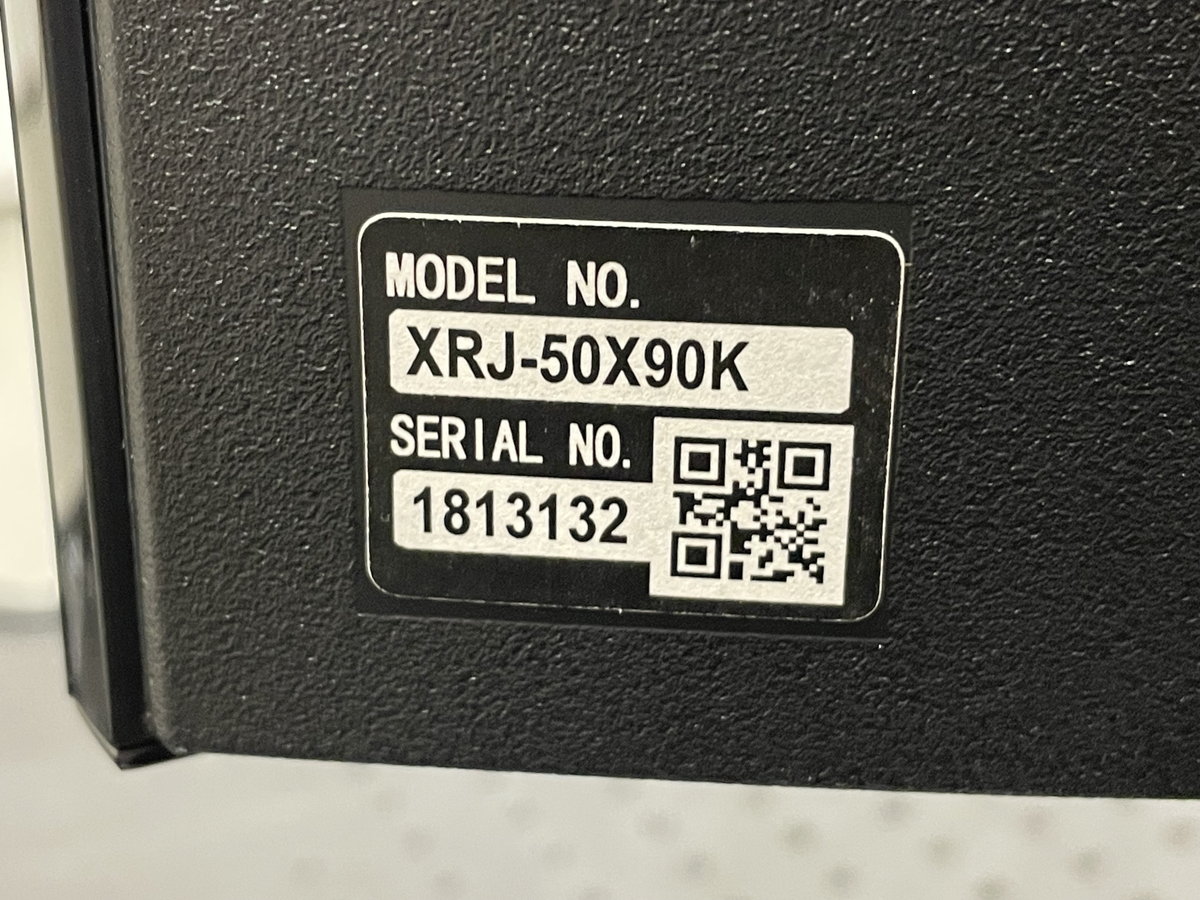 MODEL NO.
XRJ-50X90K
SERIAL NO.
1813132